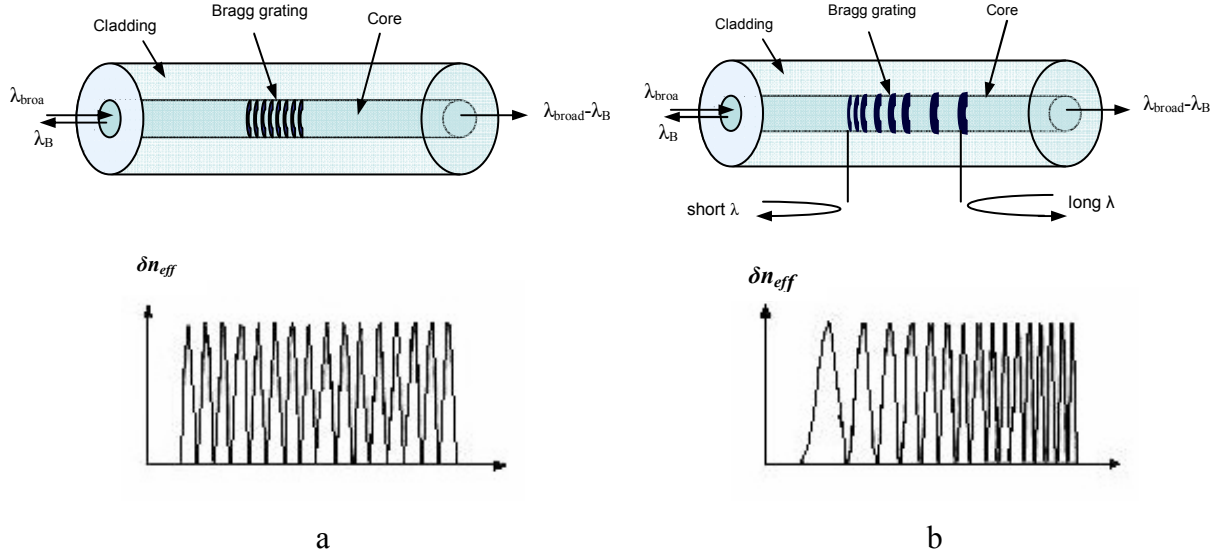 Bragg grating
Cladding
Core
λbroa
λB
λbroad-λB
δneff
a
Bragg grating
Core
Cladding
λbroa
λB
λbroad-λB
short λ
long λ
δneff
b